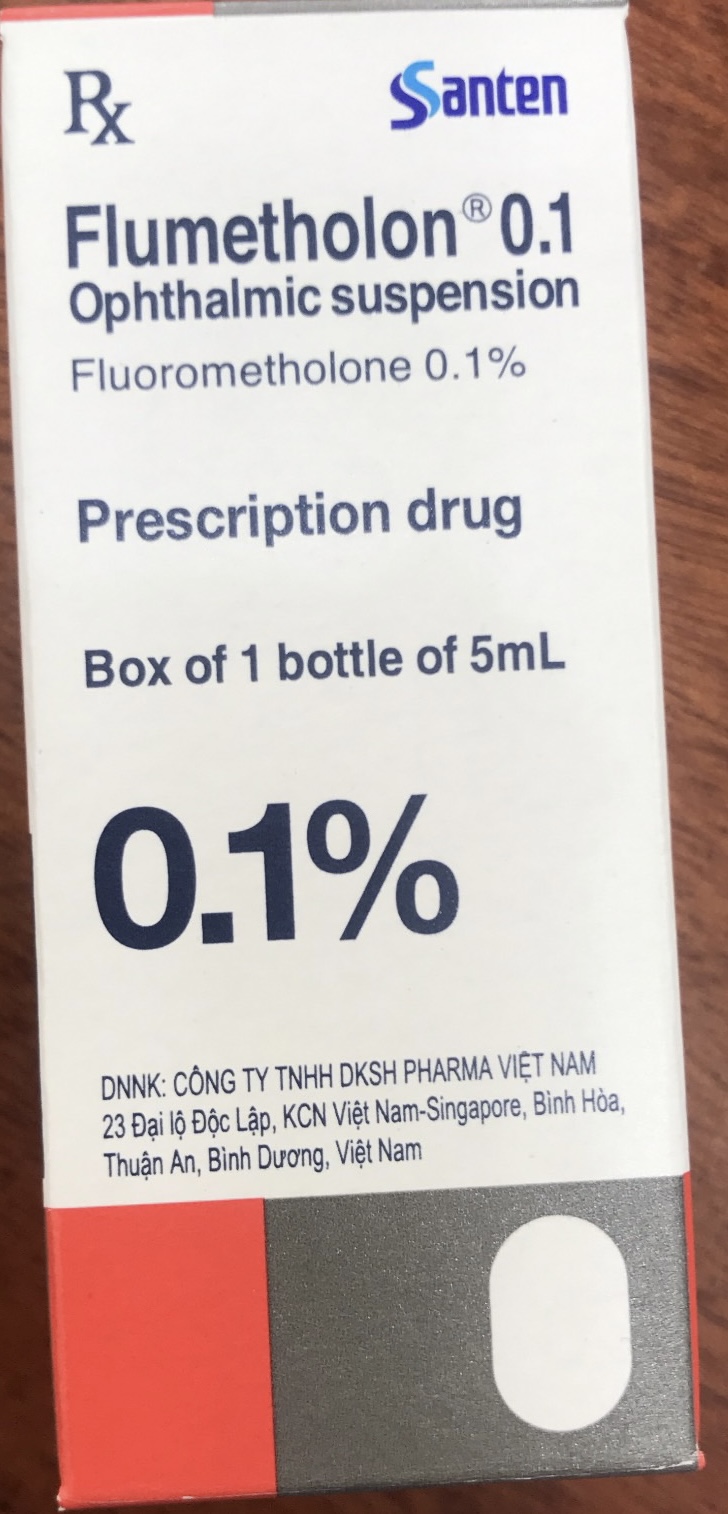 Rx Santen
Flumetholon® 0.1
Ophthalmic suspension
Fluorometholone 0.1%
Prescription drug
Box of 1 bottle of 5mL
0.1%
DNNK: CÔNG TY TNHH DKSH PHARMA VIỆT NAM
23 Đại lộ Độc Lập, KCN Việt Nam-Singapore, Bình Hòa,
Thuận An, Bình Dương, Việt Nam